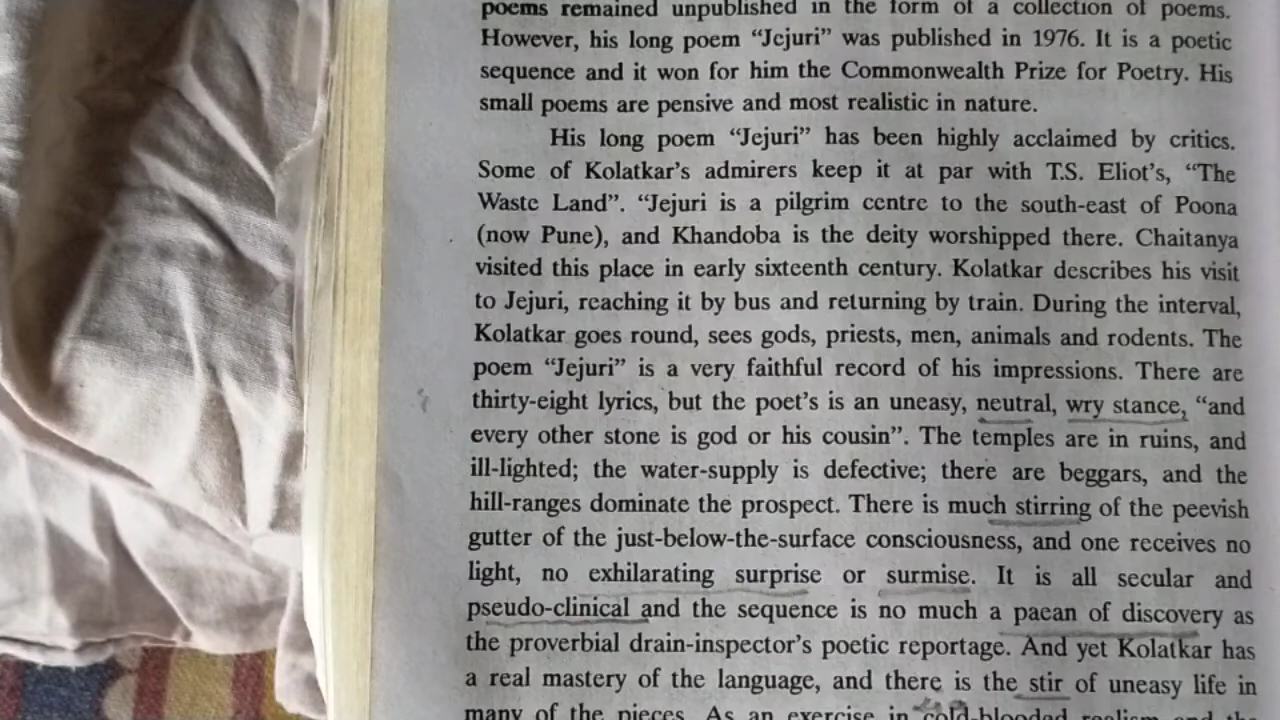 poems remained unpublished in the form of a collection of poems.
However, his long poem “Jejuri” was published in 1976. It is a poetic
sequence and it won for him the Commonwealth Prize for Poetry. His
small poems are pensive and most realistic in nature.
His long poem “Jejuri” has been highly acclaimed by critics.
Some of Kolatkar’s admirers keep it at par with T.S. Eliot’s, “The
Waste Land”. “Jejuri is a pilgrim centre to the south-east of Poona
(now Pune), and Khandoba is the deity worshipped there. Chaitanya
visited this place in early sixteenth century. Kolatkar describes his visit
to Jejuri, reaching it by bus and returning by train. During the interval,
Kolatkar goes round, sees gods, priests, men, animals and rodents. The
poem “Jejuri” is a very faithful record of his impressions. There are
thirty-eight lyrics, but the poet’s is an uneasy, neutral, wry stance, “and
every other stone is god or his cousin”. The temples are in ruins, and
ill-lighted; the water-supply is defective; there are beggars, and the
hill-ranges dominate the prospect. There is much stirring of the peevish
gutter of the just-below-the-surface consciousness, and one receives no
light, no exhilarating surprise or surmise. It is all secular and
pseudo-clinical and the sequence is no much a paean of discovery as
the proverbial drain-inspector’s poetic reportage. And yet Kolatkar has
a real mastery of the language, and there is the stir of uneasy life in
many of the pieces. As an exercise in cold-blooded realism and the